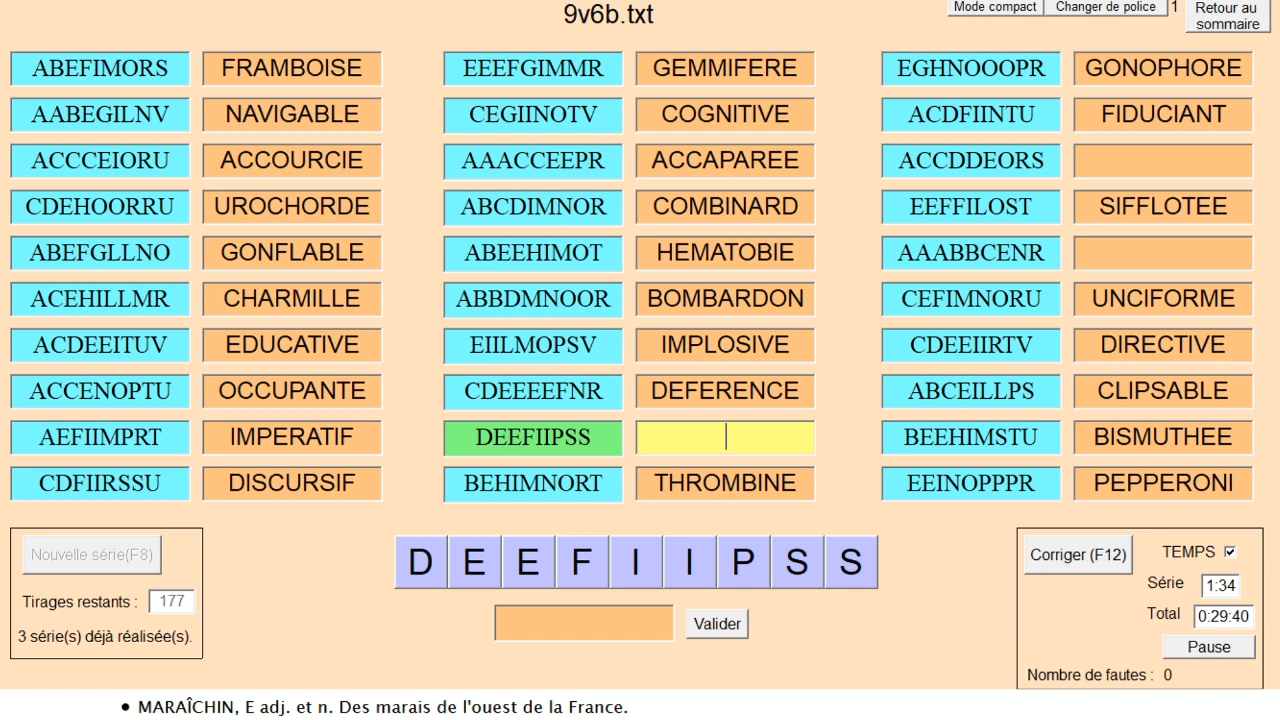 9v6b.txt
Mode compact Changer de police 1 Retour au sommaire
ABEFIMORS FRAMBOISE EEEFGIMMR GEMMIFERE EGHNOOOPR GONOPHORE
AABEGILNV NAVIGABLE CEGIINOTV COGNITIVE ACDFIINTU FIDUCIANT
ACCCEIORU ACCOURCIE AAACCEEPR ACCAPAREE ACCDDEORS
CDEHOORRU UROCHORDE ABCDIMNOR COMBINARD EEFFILOST SIFFLOTEE
ABEFGLLNO GONFLABLE ABEEHIMOT HEMATOBIE AAABBCENR
ACEHILLMR CHARMILLE ABBDMNOOR BOMBARDON CEFIMNORU UNCIFORME
ACDEEITUV EDUCATIVE EIILMOPSV IMPLOSIVE CDEEIIRTV DIRECTIVE
ACCENOPTU OCCUPANTE CDEEEEFNR DEFERENCE ABCEILLPS CLIPSABLE
AEFIIMPRT IMPERATIF DEEFIIPSS BEEHIMSTU BISMUTHEE
CDFIIRSSU DISCURSIF BEHIMNORT THROMBINE EEINOPPPR PEPPERONI
Nouvelle série(F8)
Tirages restants : 177
3 série(s) déjà réalisée(s).
D E E F I I P S S
Valider
Corriger (F12) TEMPS
Série 1:34
Total 0:29:40
Pause
Nombre de fautes : 0
• MARAÎCHIN, E adj. et n. Des marais de l'ouest de la France.